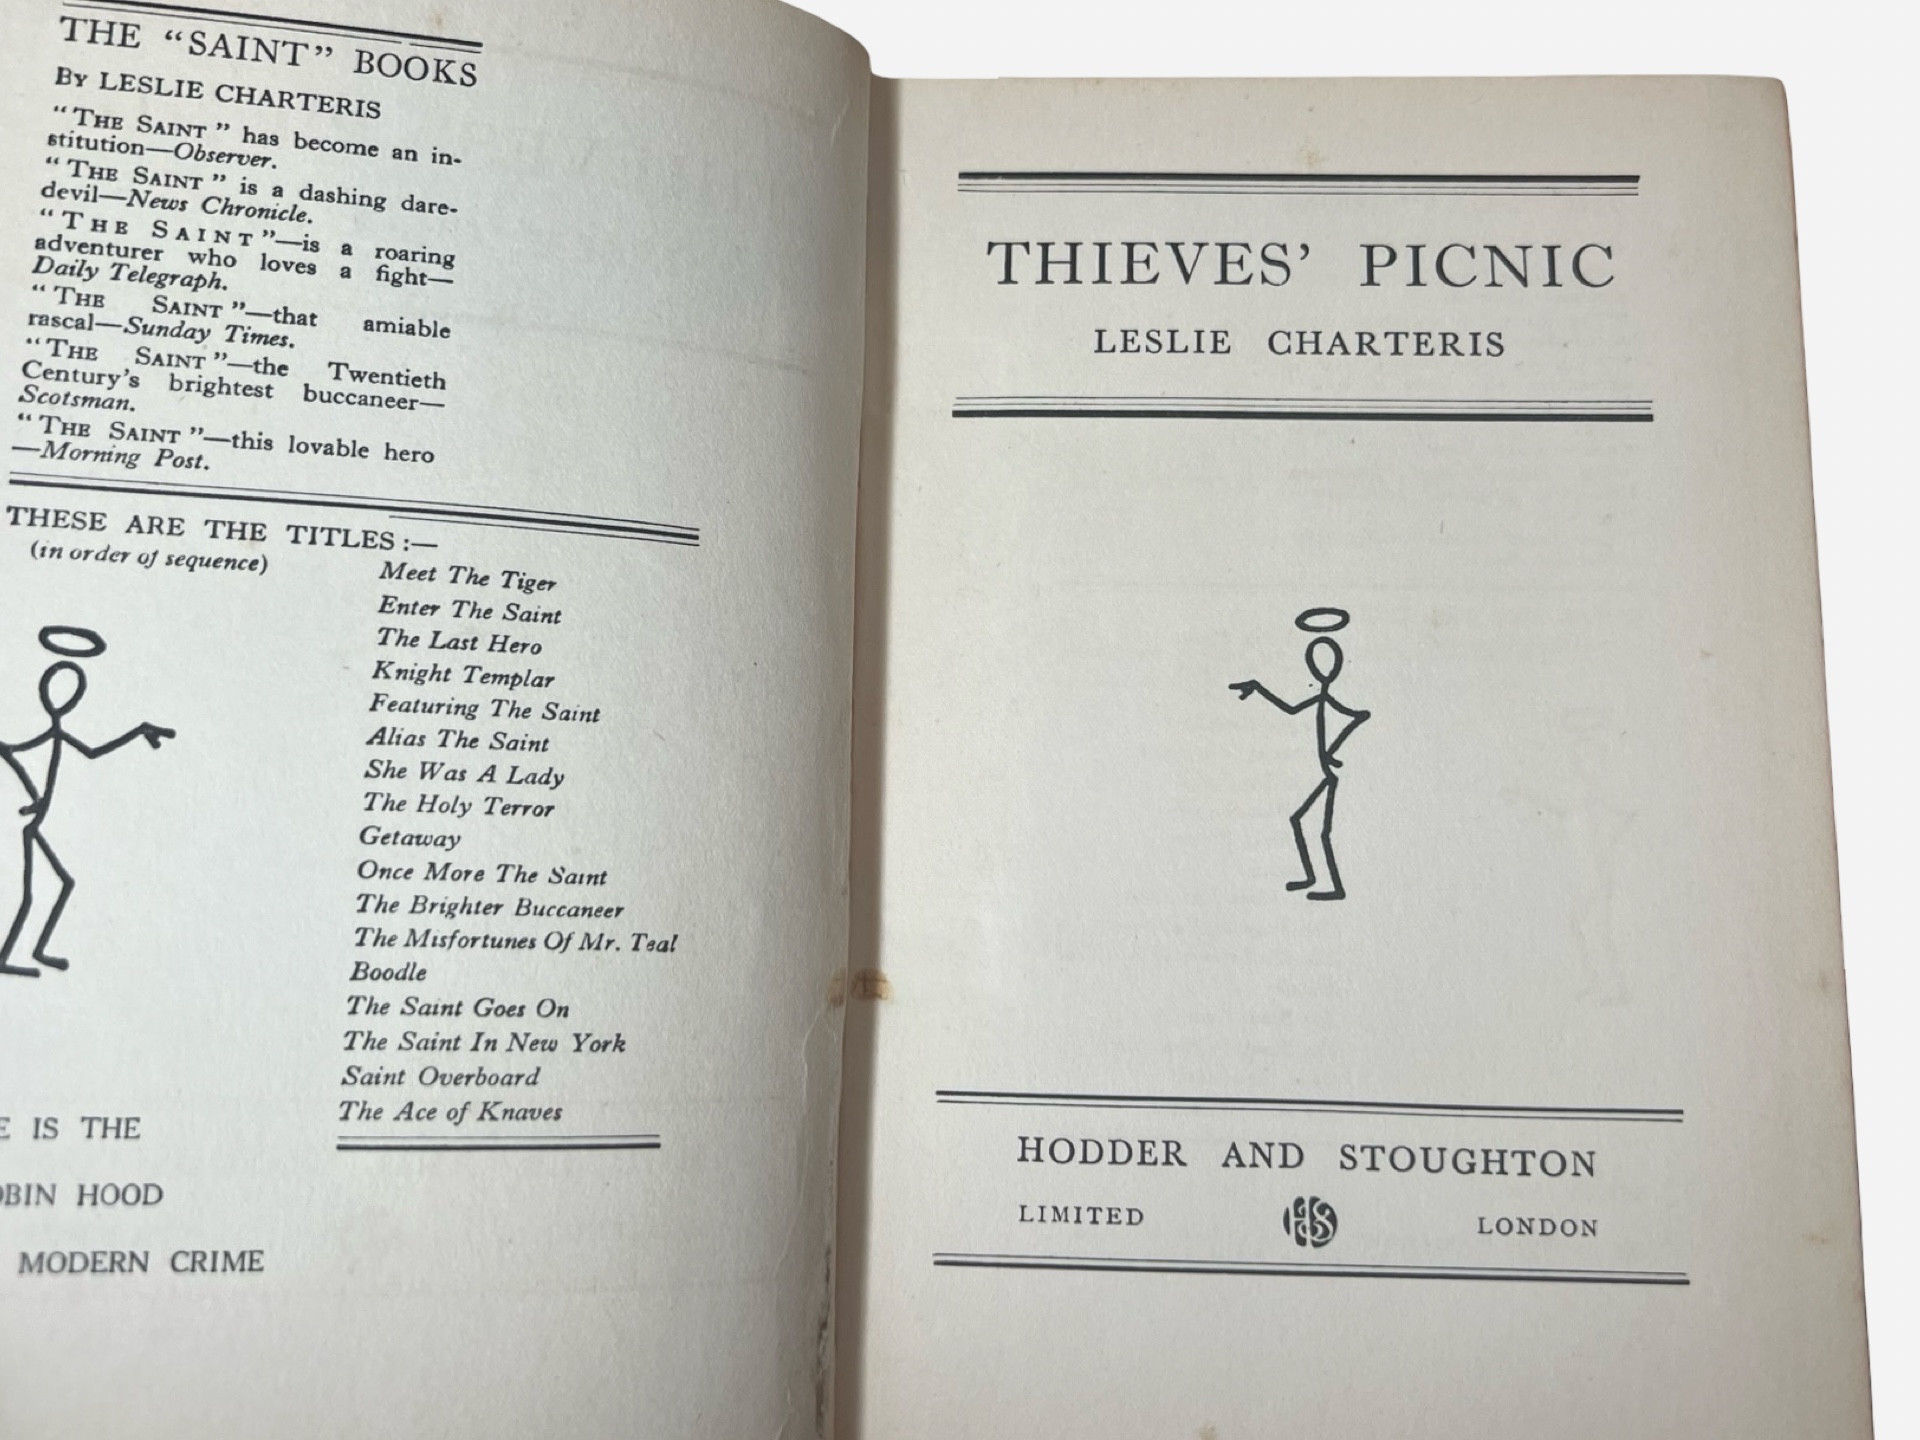 THE “SAINT” BOOKS
By LESLIE CHARTERIS
“THE SAINT” has become an in-
stitution—Observer.
“THE SAINT” is a dashing dare-
devil—News Chronicle.
“THE SAINT”—is a roaring
adventurer who loves a fight—
Daily Telegraph.
“THE SAINT”—that amiable
rascal—Sunday Times.
“THE SAINT”—the Twentieth
Century’s brightest buccaneer—
Scotsman.
“THE SAINT”—this lovable hero
—Morning Post.
THESE ARE THE TITLES :—
(in order of sequence)
Meet The Tiger
Enter The Saint
The Last Hero
Knight Templar
Featuring The Saint
Alias The Saint
She Was A Lady
The Holy Terror
Getaway
Once More The Saint
The Brighter Buccaneer
The Misfortunes Of Mr. Teal
Boodle
The Saint Goes On
The Saint In New York
Saint Overboard
The Ace of Knaves
E IS THE
OBIN HOOD
MODERN CRIME
THIEVES’ PICNIC
LESLIE CHARTERIS
HODDER AND STOUGHTON
LIMITED HS LONDON